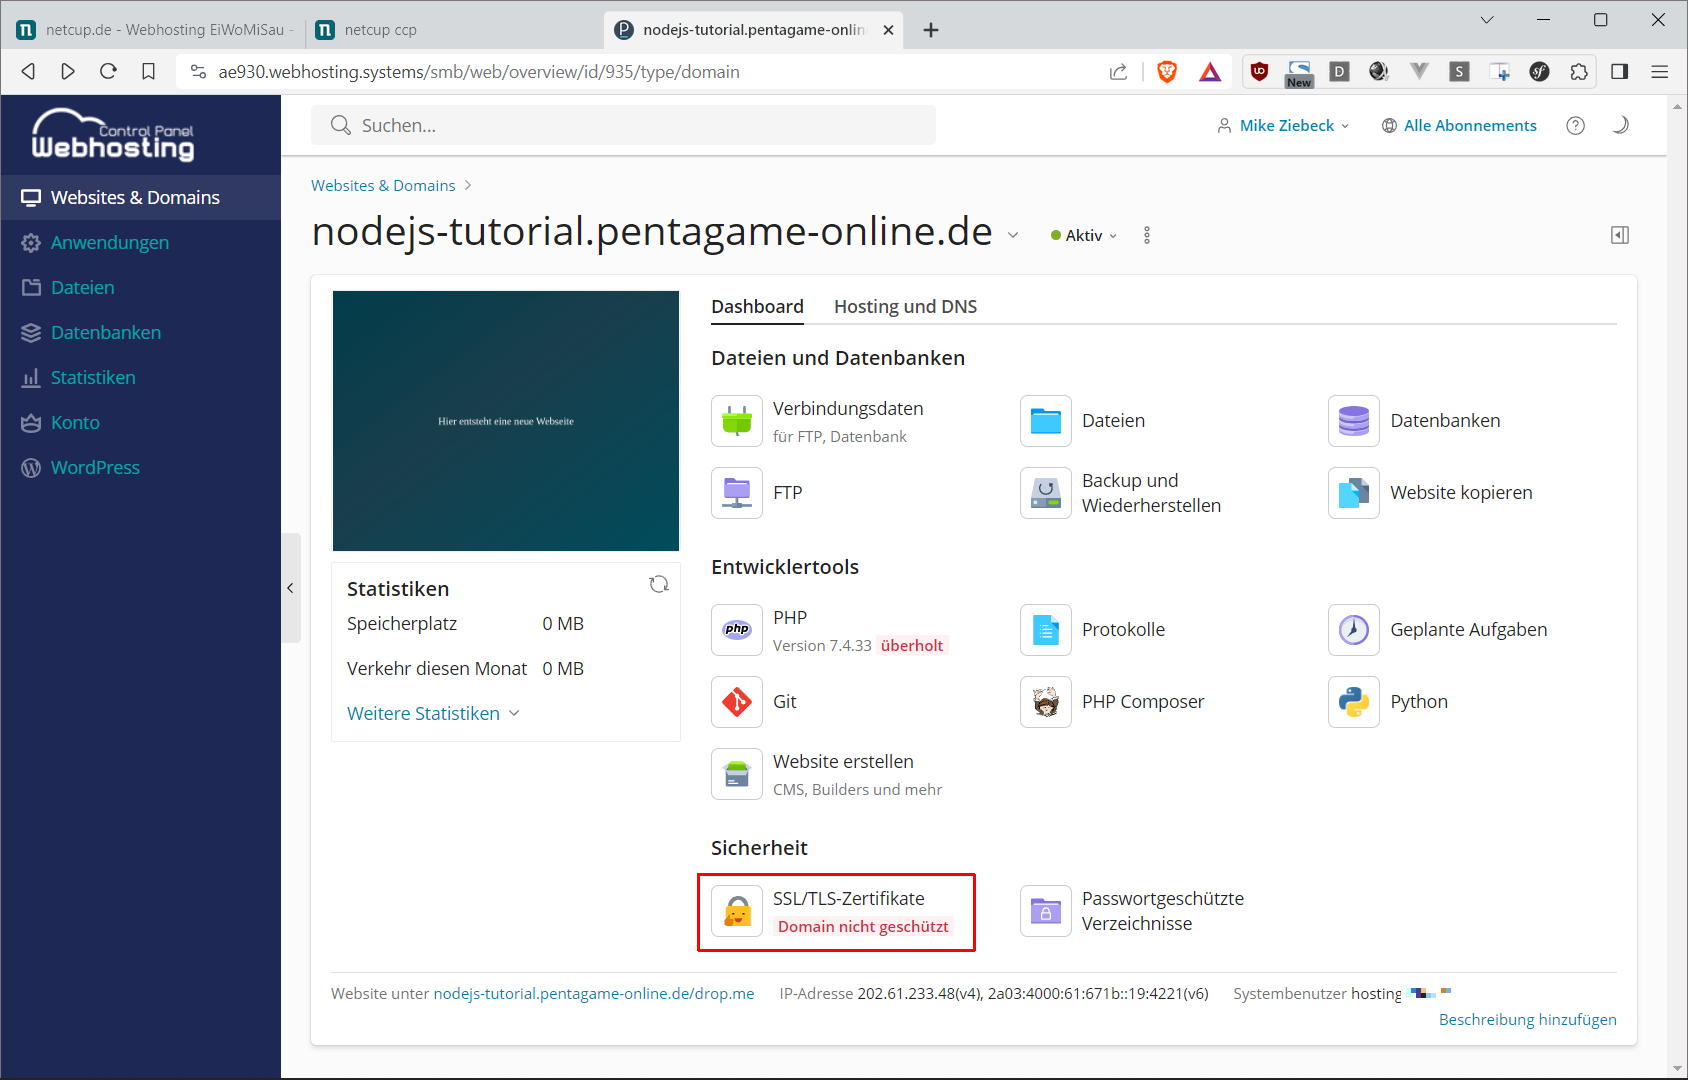 netcup.de - Webhosting EiWoMiSau -
netcup ccp
nodejs-tutorial.pentagame-onlin
ae930.webhosting.systems/smb/web/overview/id/935/type/domain
New
D
S
Control Panel
Webhosting
Suchen...
Mike Ziebeck
Alle Abonnements
Websites & Domains
Anwendungen
Dateien
Datenbanken
Statistiken
Konto
WordPress
Websites & Domains
nodejs-tutorial.pentagame-online.de
Aktiv
Hier entsteht eine neue Webseite
Statistiken
Speicherplatz 0 MB
Verkehr diesen Monat 0 MB
Weitere Statistiken
Dashboard
Hosting und DNS
Dateien und Datenbanken
Verbindungsdaten
für FTP, Datenbank
Dateien
Datenbanken
FTP
Backup und
Wiederherstellen
Website kopieren
Entwicklertools
php
PHP
Version 7.4.33 überholt
Protokolle
Geplante Aufgaben
Git
PHP Composer
Python
Website erstellen
CMS, Builders und mehr
Sicherheit
SSL/TLS-Zertifikate
Domain nicht geschützt
Passwortgeschützte
Verzeichnisse
Website unter nodejs-tutorial.pentagame-online.de/drop.me
IP-Adresse 202.61.233.48(v4), 2a03:4000:61:671b::19:4221(v6)
Systembenutzer hosting
Beschreibung hinzufügen